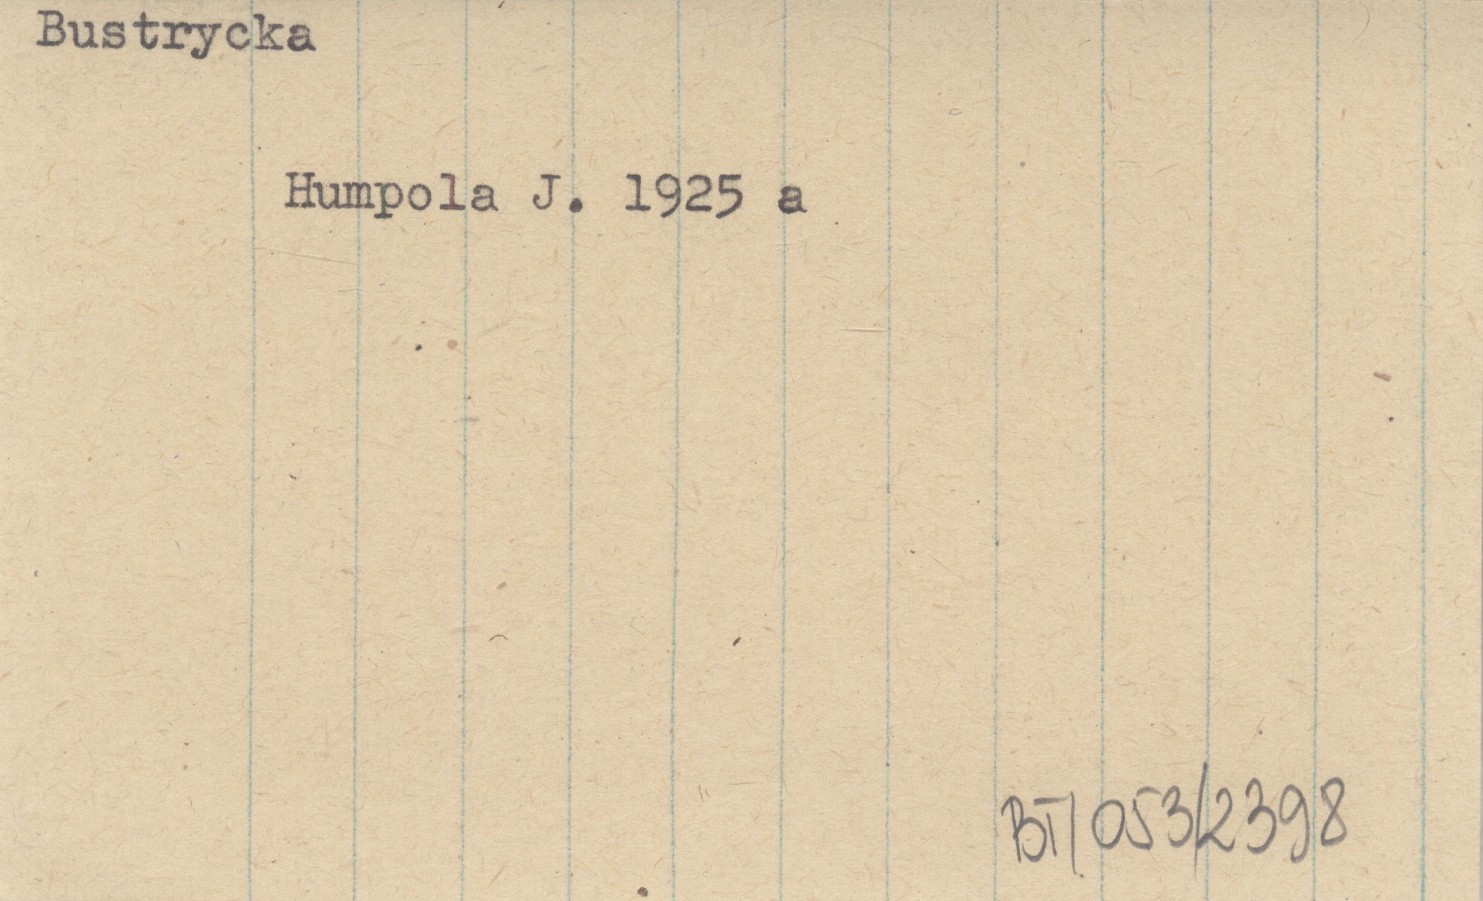 Bustrycka
Humpola J. 1925 a
BT/053/2398